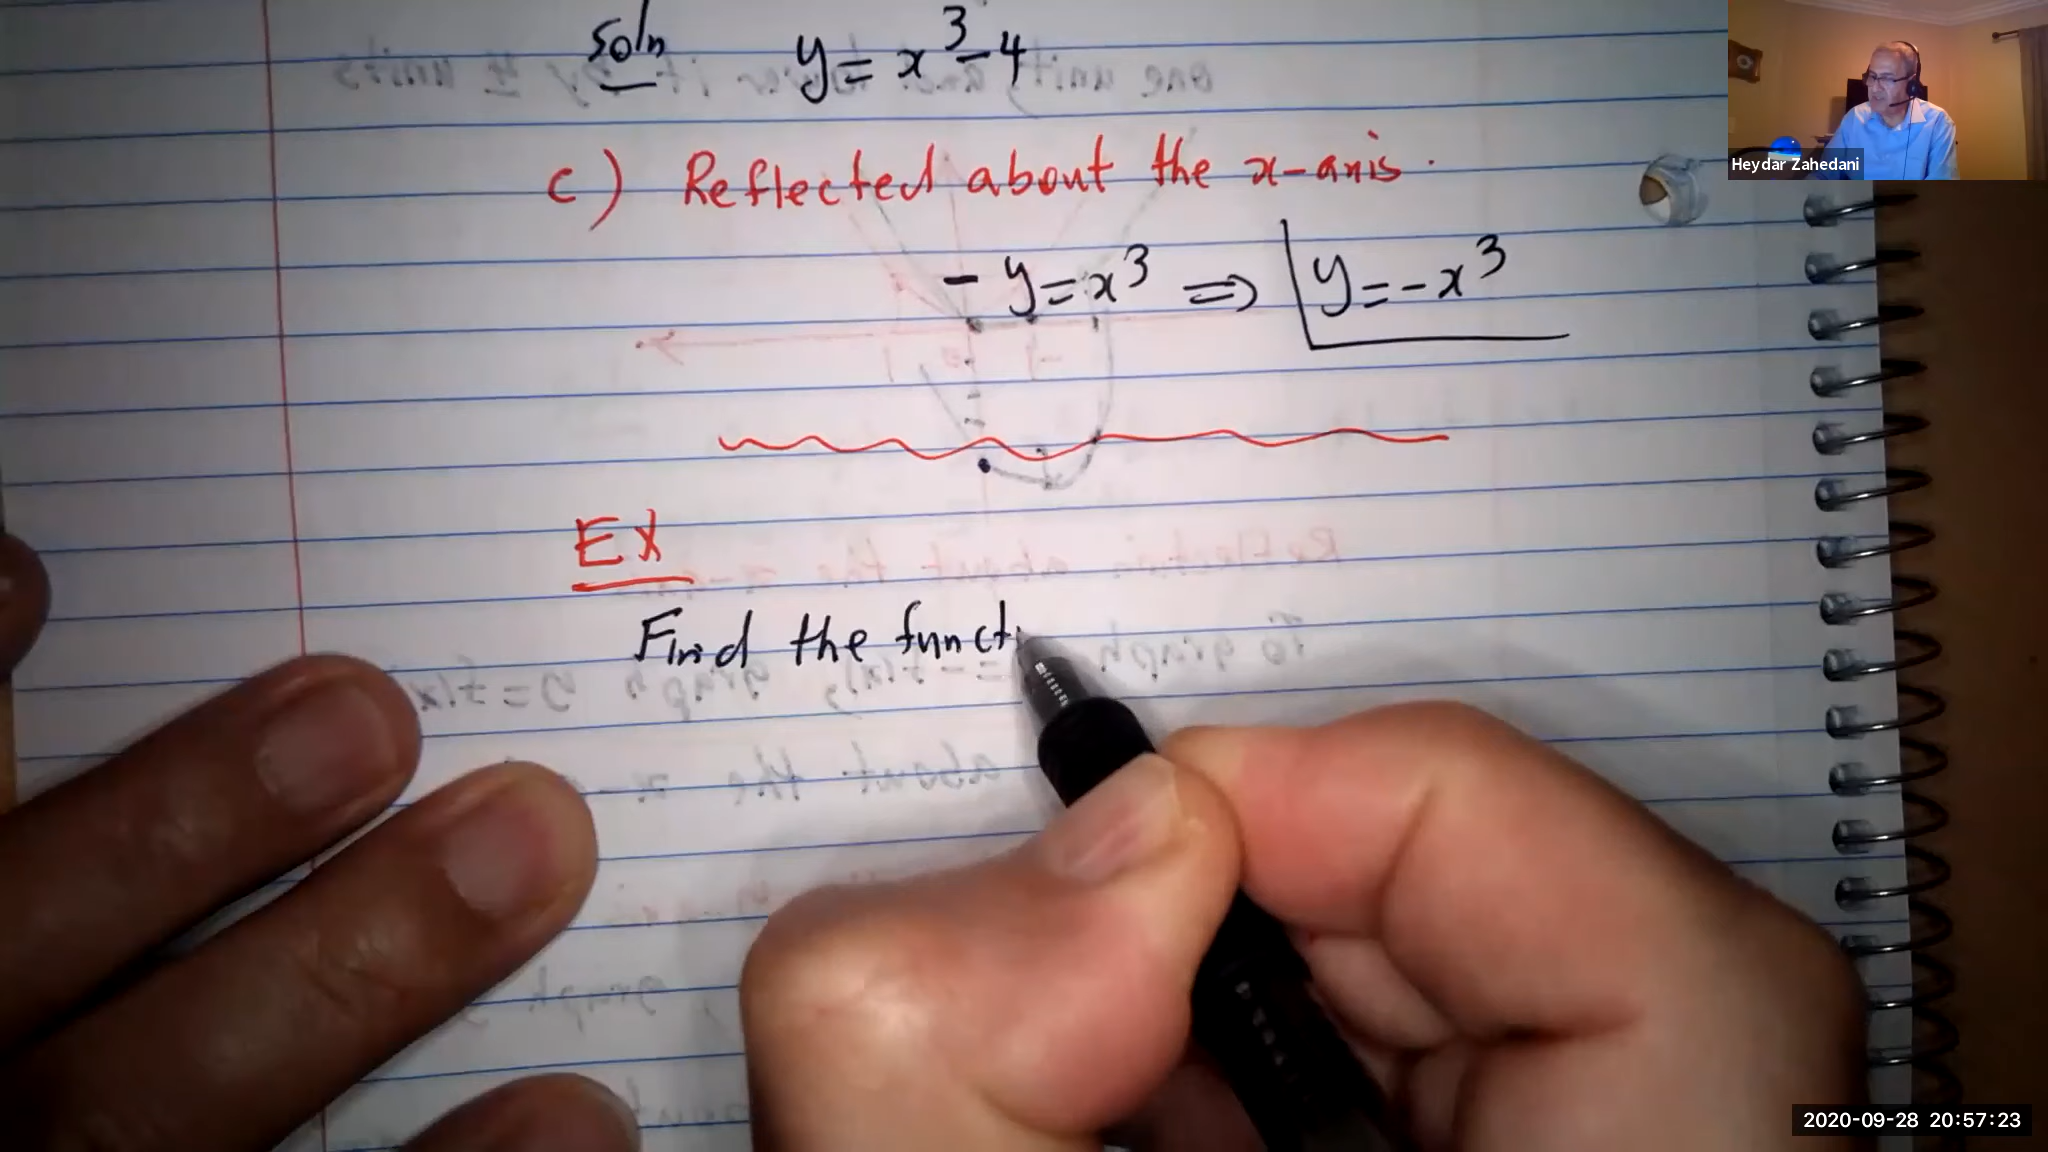 soln y = x³ - 4
c) Reflected about the x-axis.
- y = x³ ⇒ y = -x³
EX
Find the functi
Heydar Zahedani
2020-09-28 20:57:23